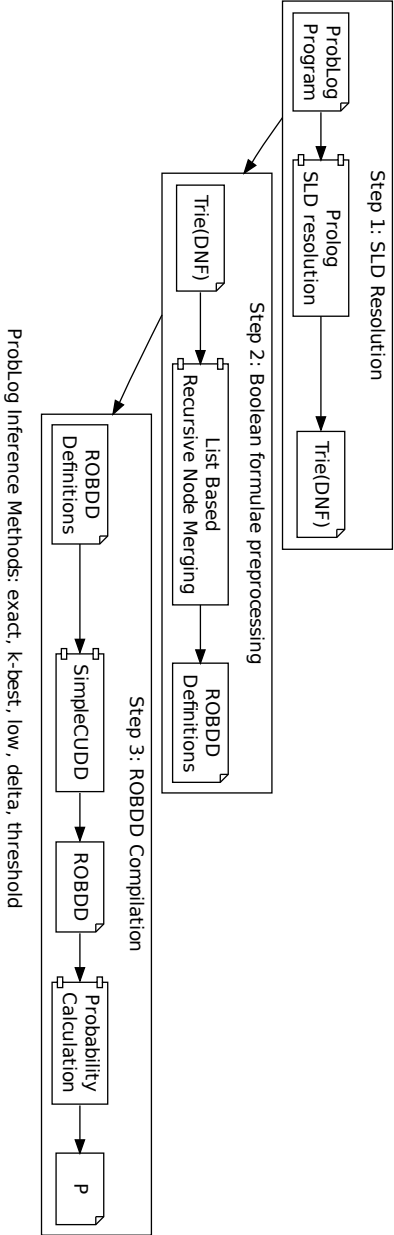 Step 1: SLD Resolution
ProbLog
Program
Prolog
SLD resolution
Trie(DNF)
Step 2: Boolean formulae preprocessing
Trie(DNF)
List Based
Recursive Node Merging
ROBDD
Definitions
Step 3: ROBDD Compilation
ROBDD
Definitions
SimpleCUDD
ROBDD
Probability
Calculation
P
ProbLog Inference Methods: exact, k-best, low, delta, threshold